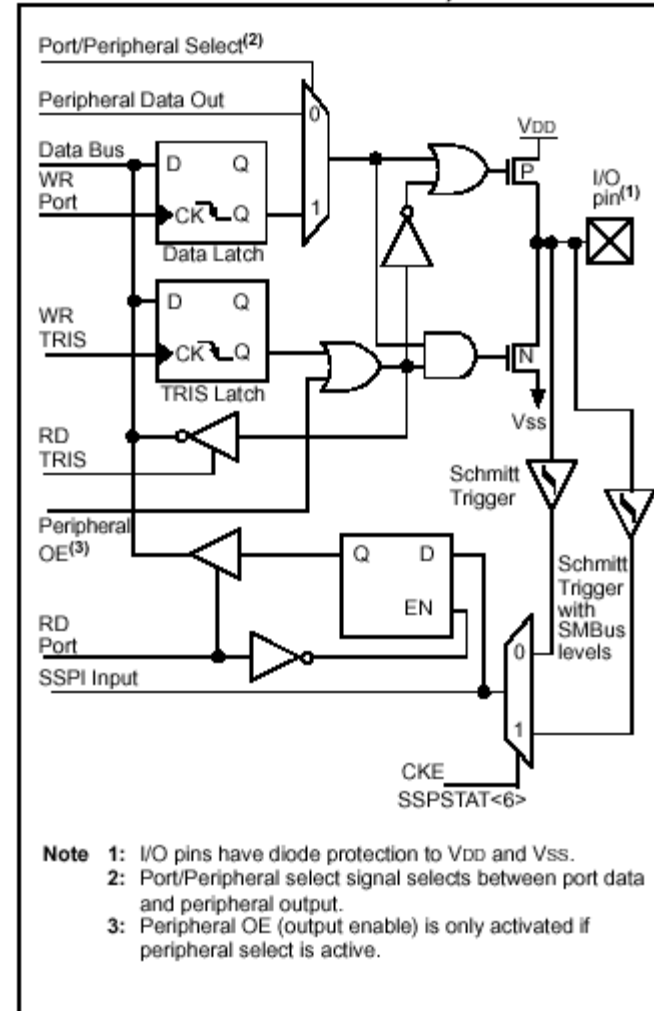 Port/Peripheral Select(2)
Peripheral Data Out
0
VDD
Data Bus
D Q
P
I/O
pin(1)
WR
Port
CK Q
1
Data Latch
D Q
WR
TRIS
CK Q
N
TRIS Latch
Vss
RD
TRIS
Schmitt
Trigger
Peripheral
OE(3)
Q D
EN
Schmitt
Trigger
with
SMBus
levels
RD
Port
0
SSPI Input
1
CKE
SSPSTAT<6>
Note 1: I/O pins have diode protection to VDD and VSS.
2: Port/Peripheral select signal selects between port data
and peripheral output.
3: Peripheral OE (output enable) is only activated if
peripheral select is active.